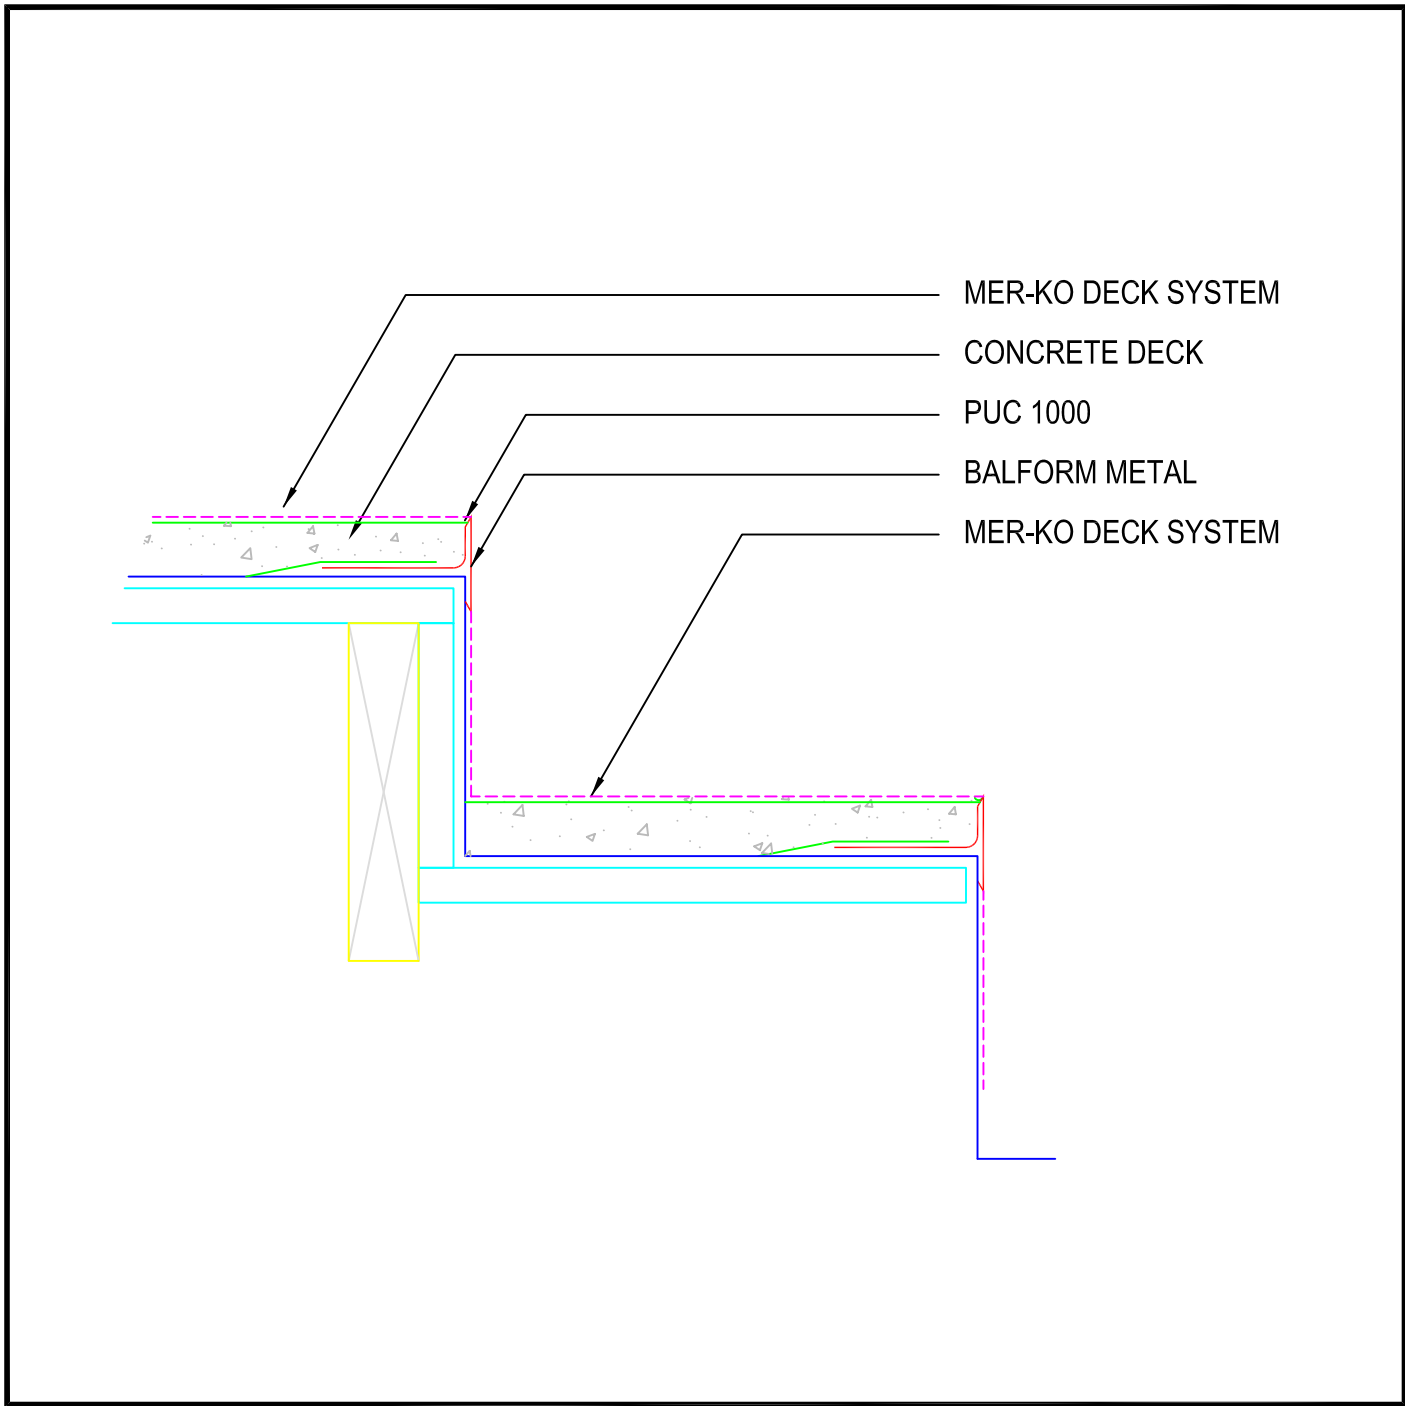 MER-KO DECK SYSTEM
CONCRETE DECK
PUC 1000
BALFORM METAL
MER-KO DECK SYSTEM